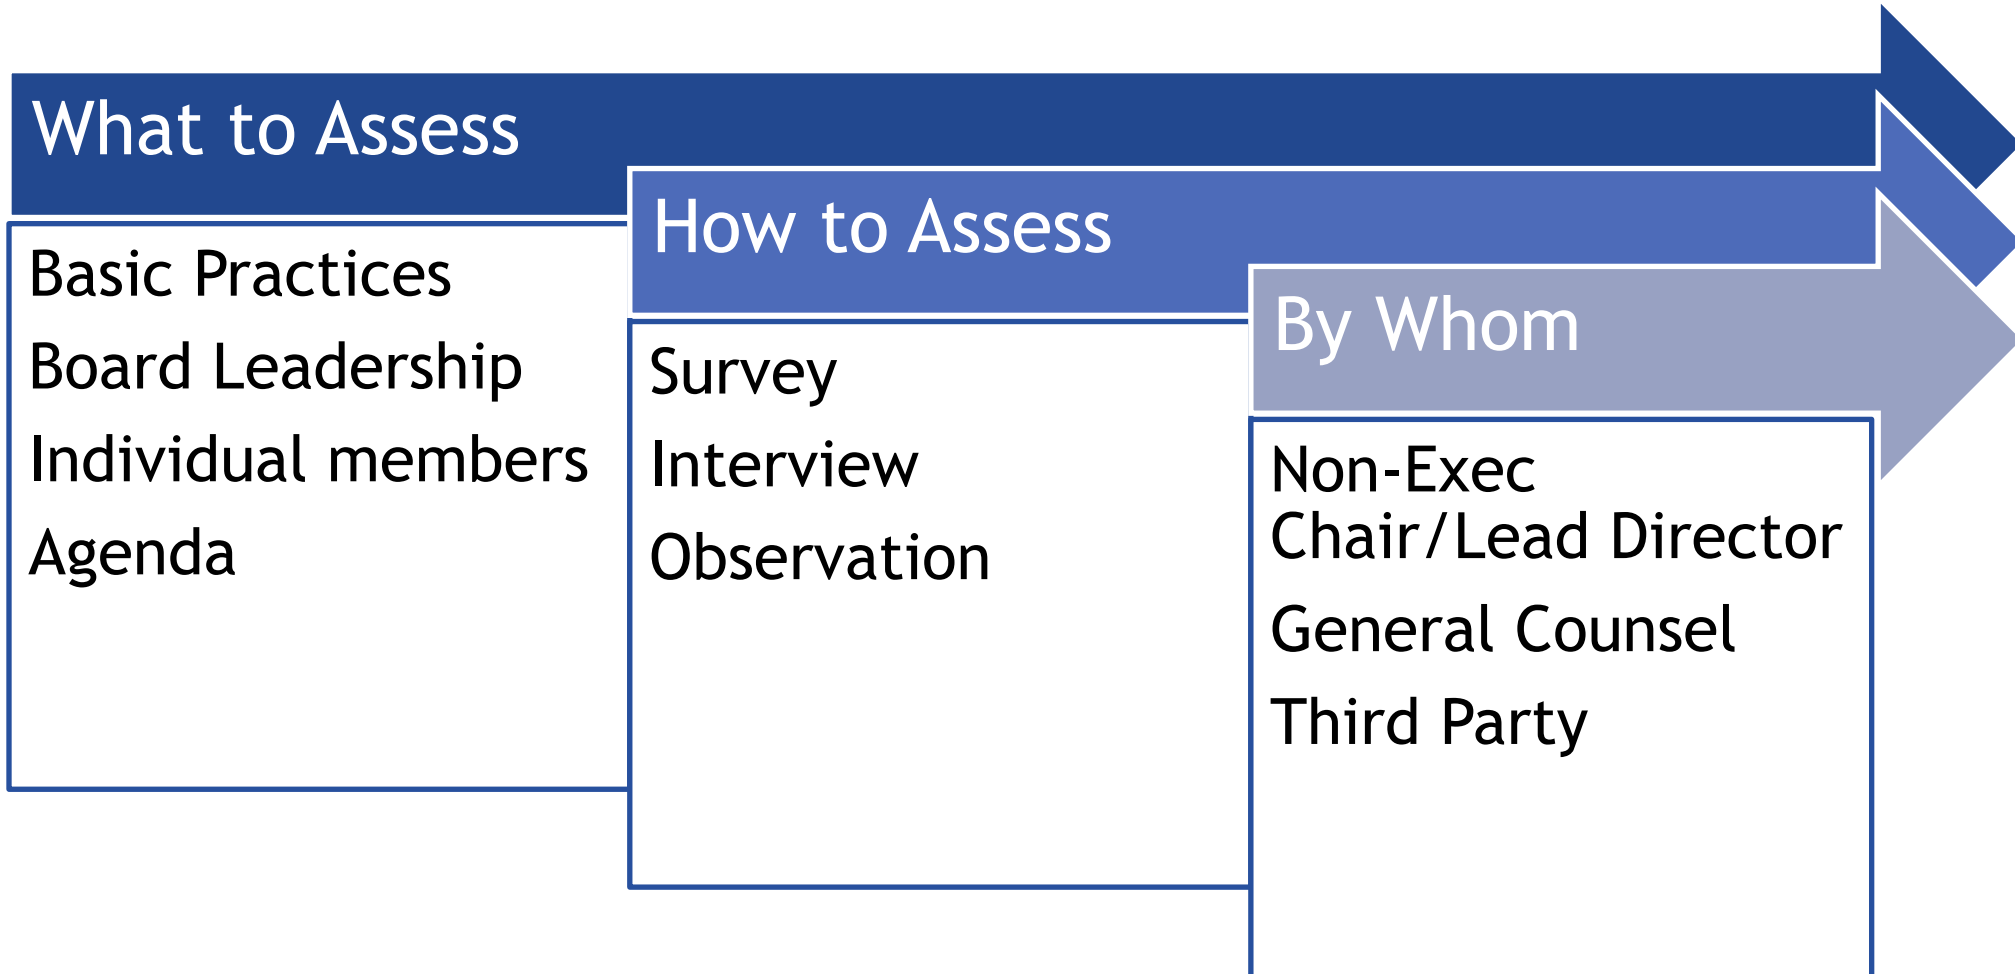 What to Assess
Basic Practices
Board Leadership
Individual members
Agenda
How to Assess
Survey
Interview
Observation
By Whom
Non-Exec
Chair/Lead Director
General Counsel
Third Party